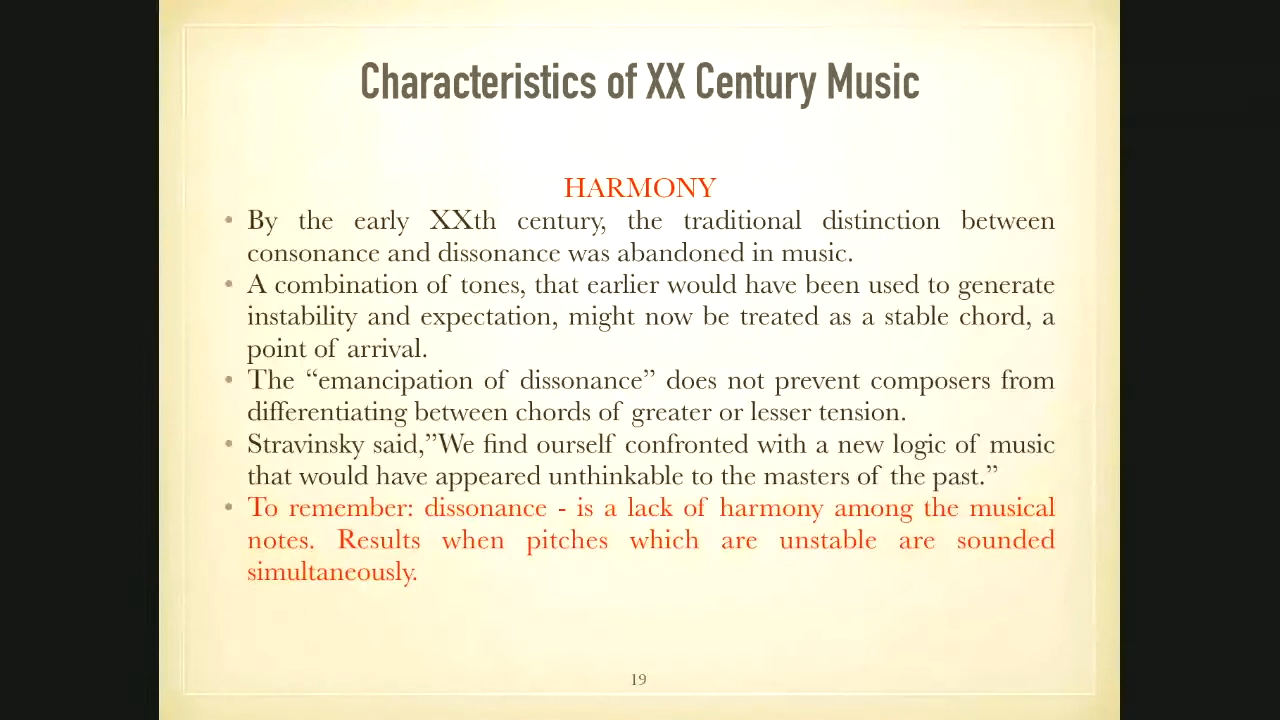 Characteristics of XX Century Music
HARMONY
• By the early XXth century, the traditional distinction between
consonance and dissonance was abandoned in music.
• A combination of tones, that earlier would have been used to generate
instability and expectation, might now be treated as a stable chord, a
point of arrival.
• The “emancipation of dissonance” does not prevent composers from
differentiating between chords of greater or lesser tension.
• Stravinsky said,”We find ourself confronted with a new logic of music
that would have appeared unthinkable to the masters of the past.”
• To remember: dissonance - is a lack of harmony among the musical
notes. Results when pitches which are unstable are sounded
simultaneously.
19